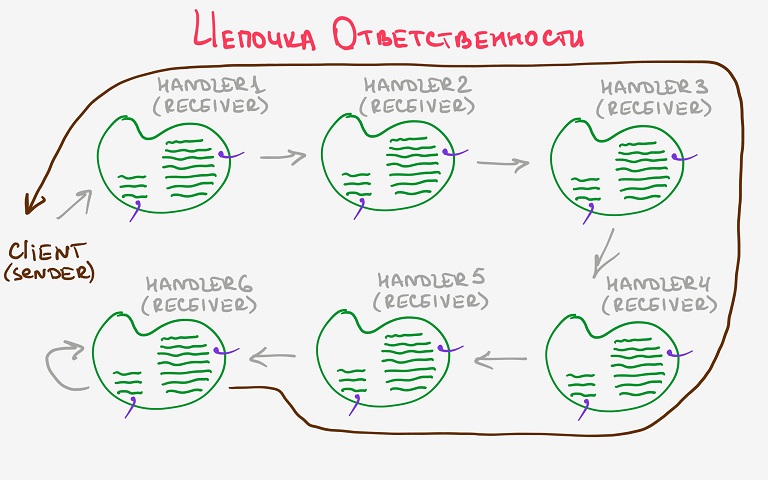 Цепочка Ответственности
HANDLER1
(RECEIVER)
HANDLER2
(RECEIVER)
HANDLER3
(RECEIVER)
CliENT
(SENDER)
HANDLER6
(RECEIVER)
HANDLER5
(RECEIVER)
HANDLER4
(RECEIVER)